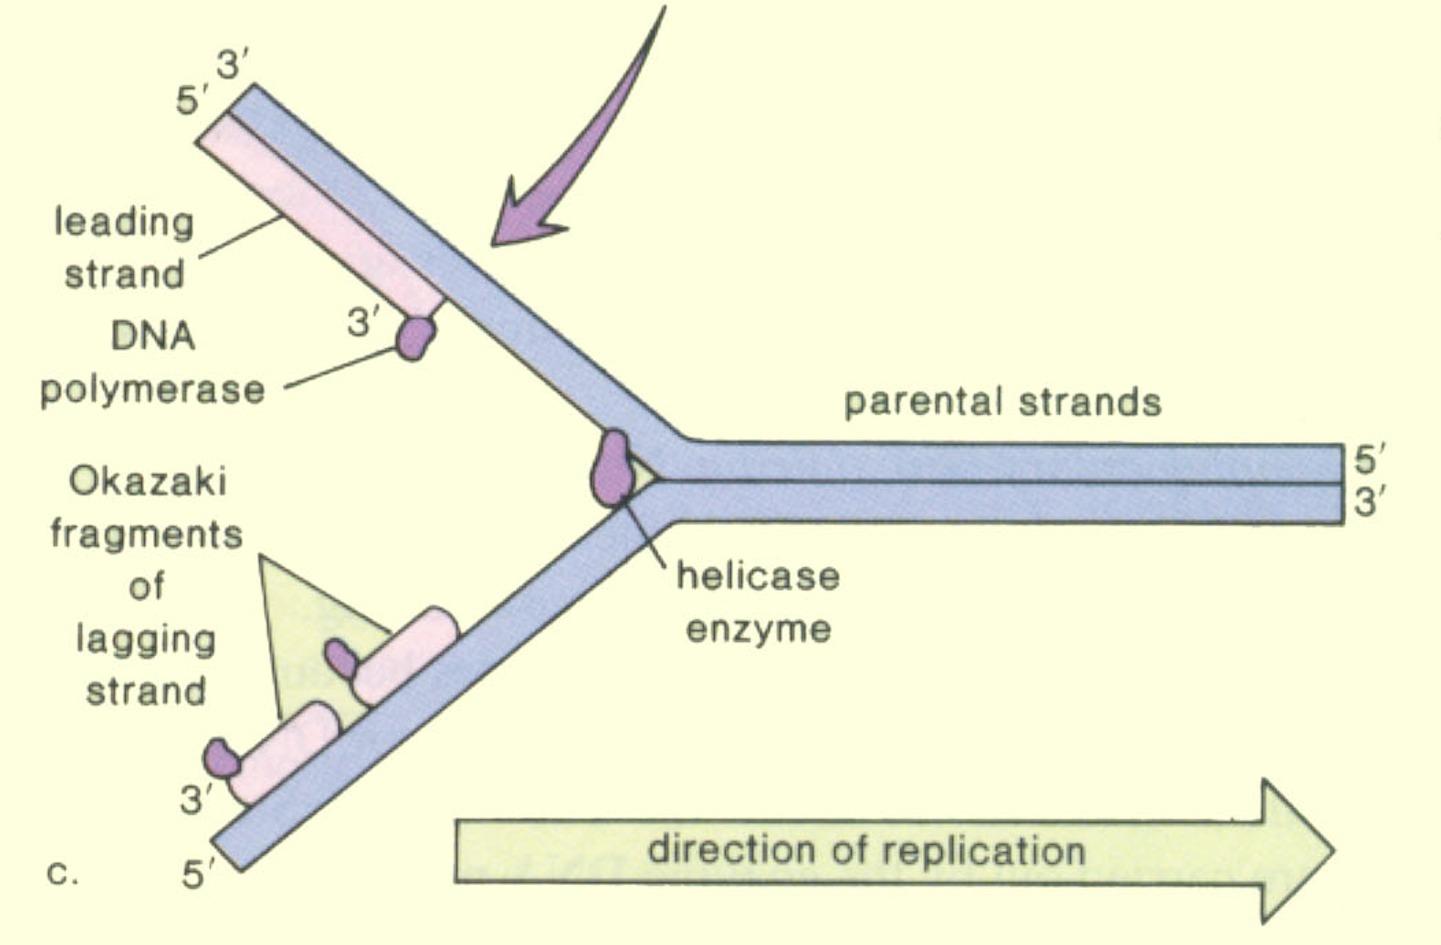 3′
5′
leading
strand
3′
DNA
polymerase
parental strands
5′
3′
Okazaki
fragments
of
lagging
strand
helicase
enzyme
3′
5′
direction of replication
c.